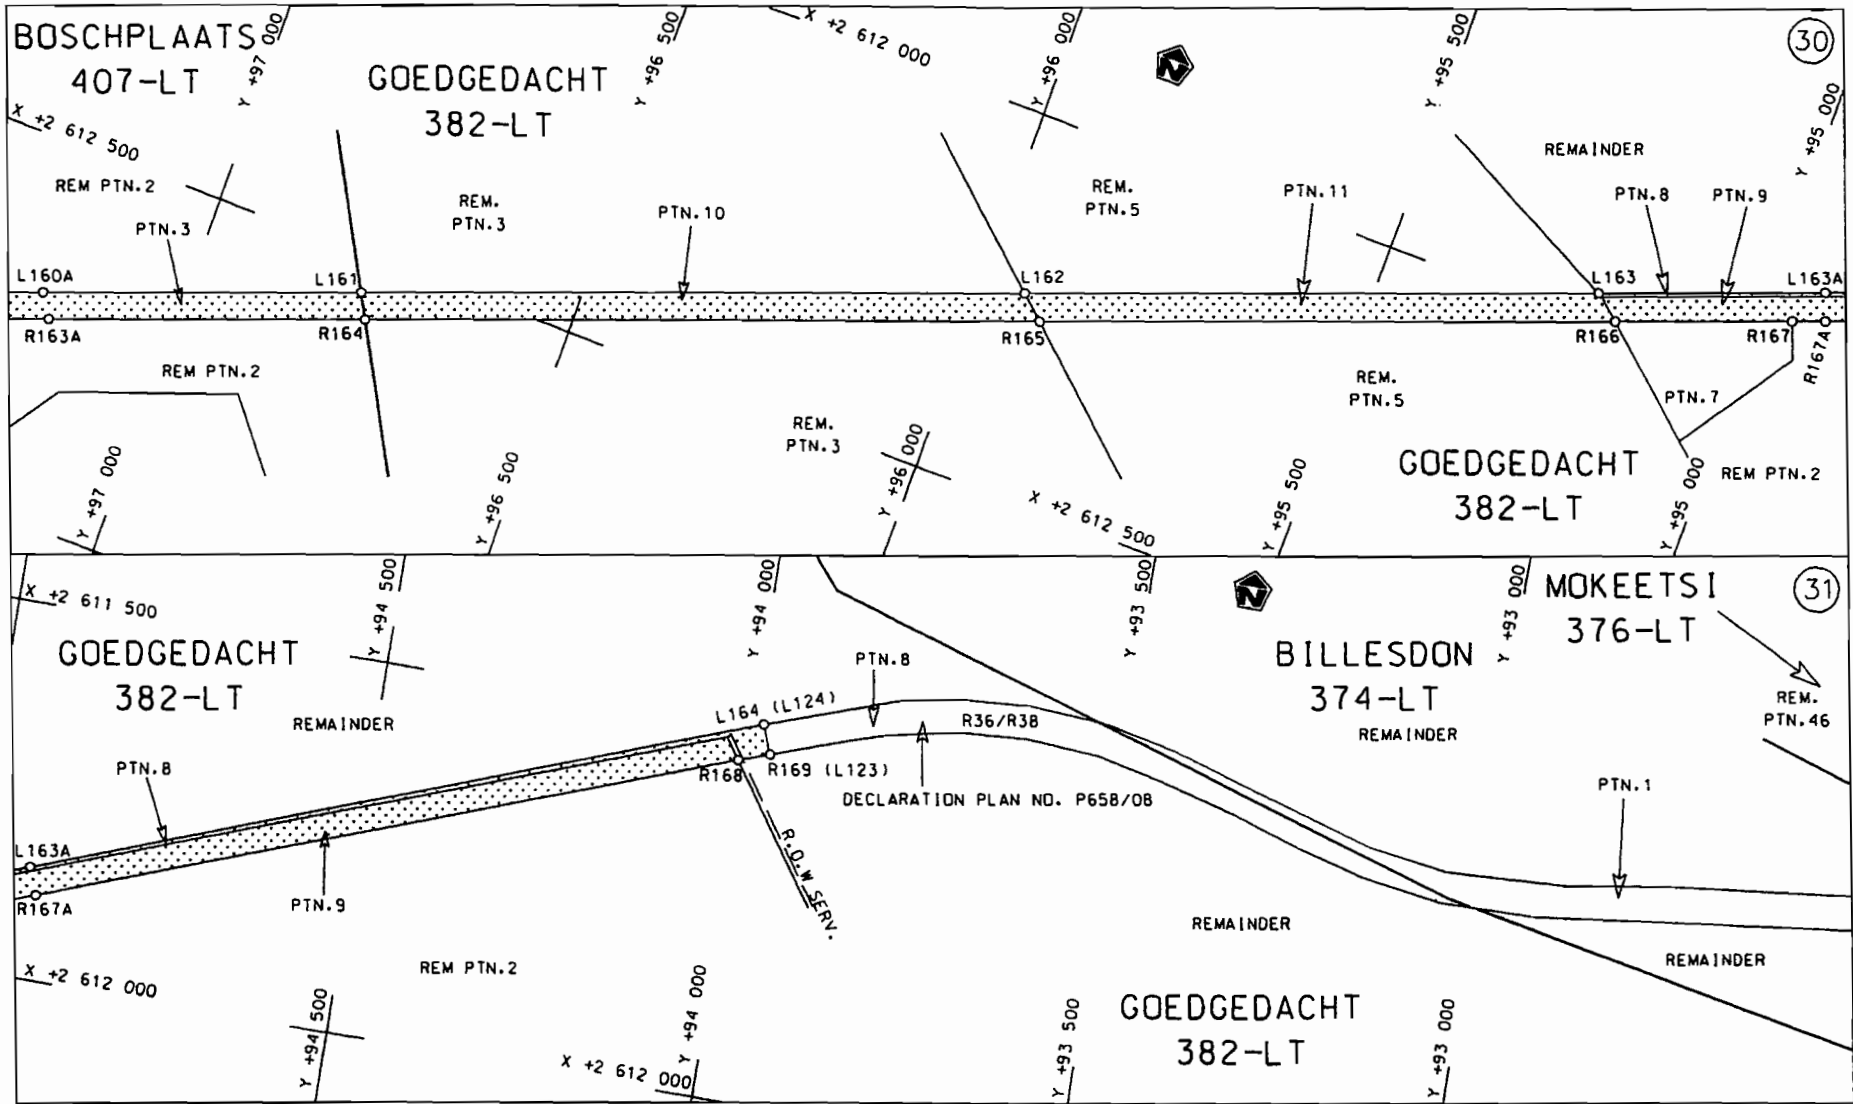 BOSCHPLAATS
407-LT
Y +97 000
GOEDGEDACHT
382-LT
Y +96 500
X +2 612 000
Y +96 000
N
Y +95 500
30
Y +95 000
X +2 612 500
REM PTN.2
PTN.3
REM.
PTN.3
PTN.10
REM.
PTN.5
PTN.11
REMAINDER
PTN.8
PTN.9
L160A
L161
L162
L163
L163A
R163A
R164
R165
R166
R167
R167A
REM PTN.2
REM.
PTN.3
REM.
PTN.5
PTN.7
GOEDGEDACHT
382-LT
REM PTN.2
Y +97 000
Y +96 500
Y +96 000
X +2 612 500
Y +95 500
Y +95 000
X +2 611 500
Y +94 500
Y +94 000
Y +93 500
N
Y +93 000
MOKEETSI
376-LT
31
GOEDGEDACHT
382-LT
REMAINDER
PTN.8
BILLESDON
374-LT
REMAINDER
REM.
PTN.46
L164 (L124)
R36/R38
PTN.8
R168
R169 (L123)
DECLARATION PLAN NO. P658/08
PTN.1
L163A
R167A
PTN.9
R.O.W SERV.
REMAINDER
REMAINDER
X +2 612 000
REM PTN.2
Y +94 500
X +2 612 000
Y +94 000
Y +93 500
GOEDGEDACHT
382-LT
Y +93 000